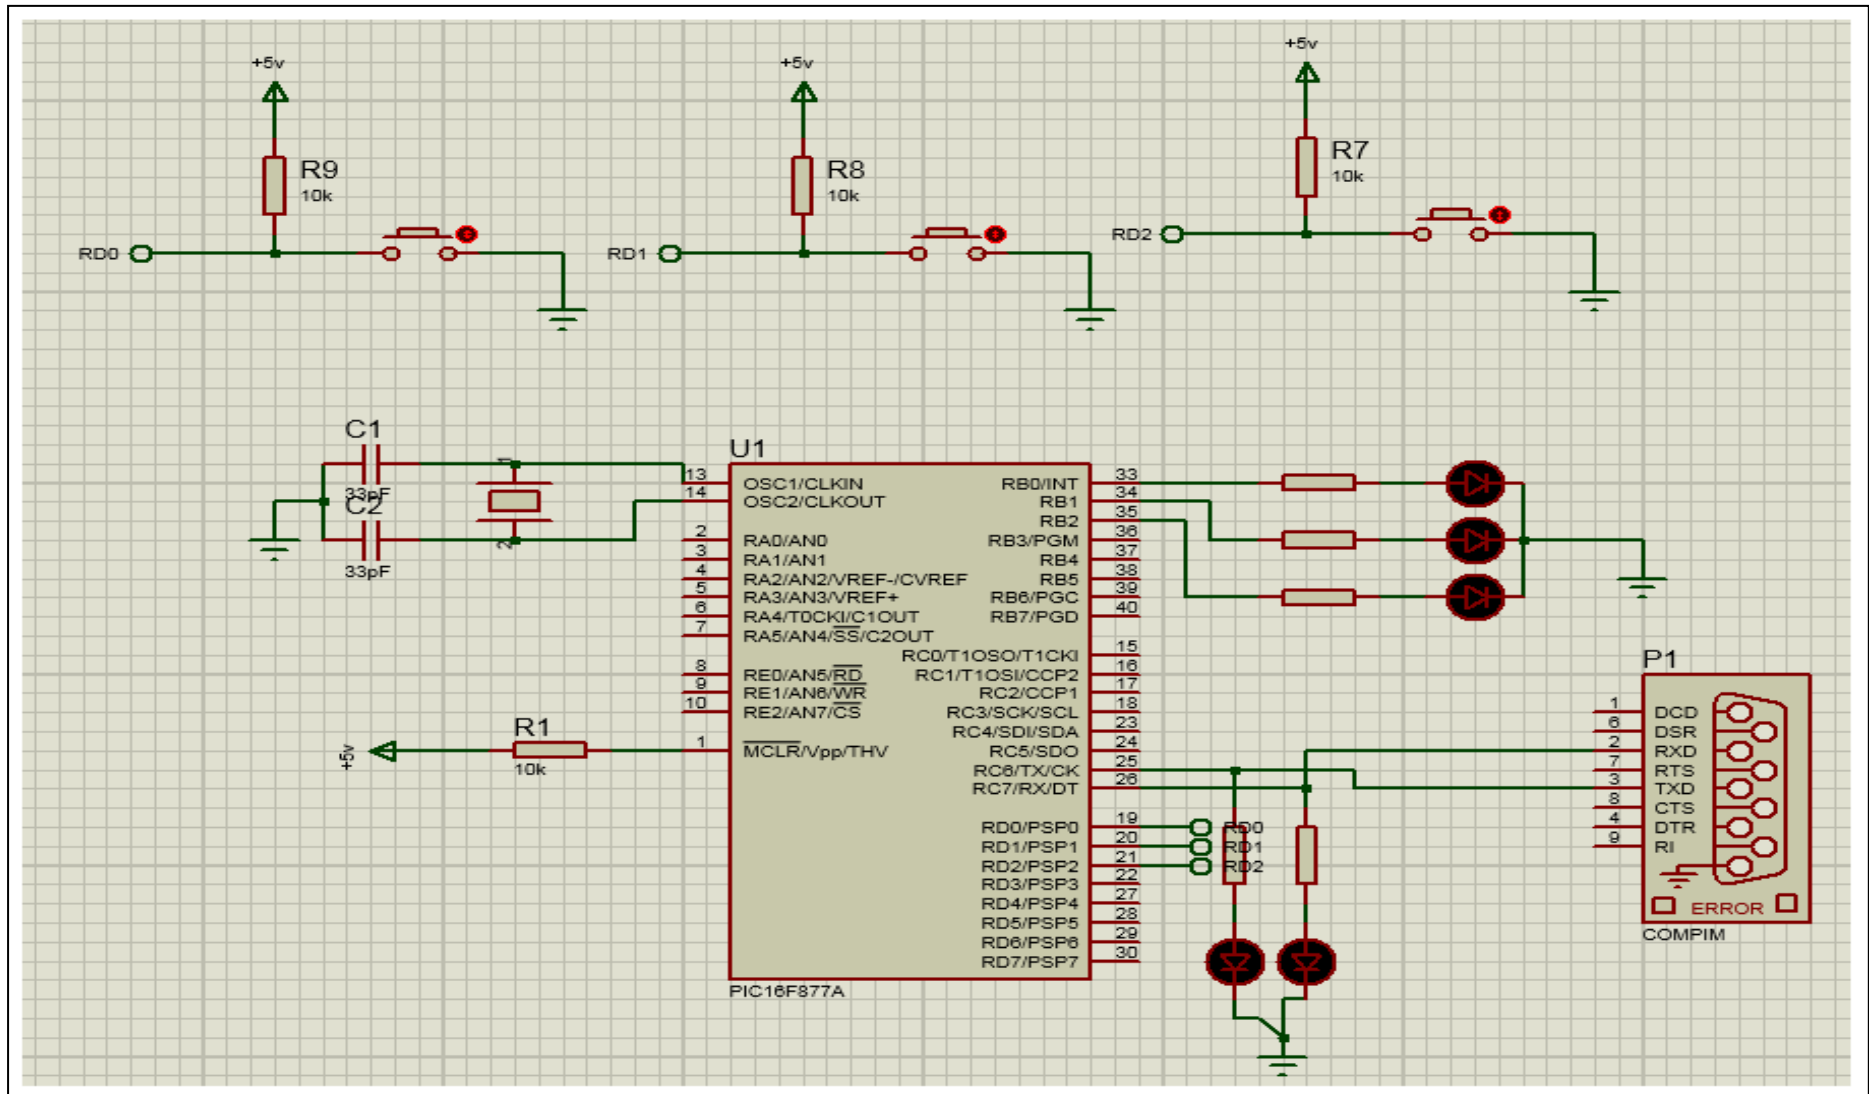 +5v
+5v
+5v
R9
10k
R8
10k
R7
10k
RD0
RD1
RD2
C1
33pF
C2
33pF
1
2
U1
13
OSC1/CLKIN
14
OSC2/CLKOUT
2
RA0/AN0
3
RA1/AN1
4
RA2/AN2/VREF-/CVREF
5
RA3/AN3/VREF+
6
RA4/T0CKI/C1OUT
7
RA5/AN4/SS/C2OUT
8
RE0/AN5/RD
9
RE1/AN6/WR
10
RE2/AN7/CS
1
MCLR/Vpp/THV
+5v
R1
10k
RB0/INT
33
RB1
34
RB2
35
RB3/PGM
36
RB4
37
RB5
38
RB6/PGC
39
RB7/PGD
40
RC0/T1OSO/T1CKI
15
RC1/T1OSI/CCP2
16
RC2/CCP1
17
RC3/SCK/SCL
18
RC4/SDI/SDA
23
RC5/SDO
24
RC6/TX/CK
25
RC7/RX/DT
26
RD0/PSP0
19
RD0
RD1/PSP1
20
RD1
RD2/PSP2
21
RD2
RD3/PSP3
22
RD4/PSP4
27
RD5/PSP5
28
RD6/PSP6
29
RD7/PSP7
30
PIC16F877A
P1
1
DCD
6
DSR
2
RXD
7
RTS
3
TXD
8
CTS
4
DTR
9
RI
ERROR
COMPIM